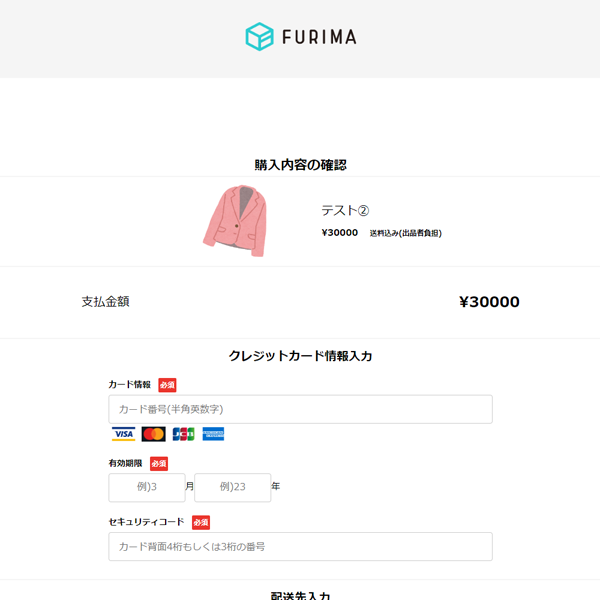 FURIMA
購入内容の確認
テスト②
¥30000 送料込み(出品者負担)
支払金額 ¥30000
クレジットカード情報入力
カード情報 必須
カード番号(半角英数字)
VISA MasterCard JCB AMERICAN EXPRESS
有効期限 必須
例)3 月 例)23 年
セキュリティコード 必須
カード背面4桁もしくは3桁の番号
配送先入力